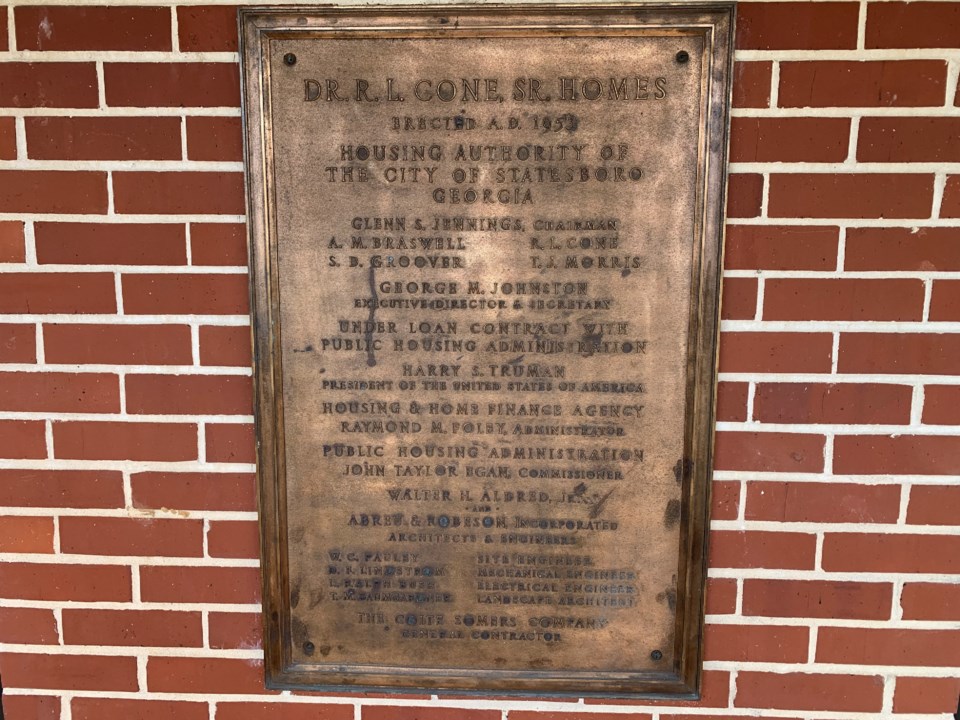 DR. R. L. CONE, SR. HOMES
ERECTED A.D. 1953
HOUSING AUTHORITY OF
THE CITY OF STATESBORO
GEORGIA
GLENN S. JENNINGS, CHAIRMAN
A. M. BRASWELL R. L. CONE
S. D. GROOVER T. J. MORRIS
GEORGE M. JOHNSTON
EXECUTIVE DIRECTOR & SECRETARY
UNDER LOAN CONTRACT WITH
PUBLIC HOUSING ADMINISTRATION
HARRY S. TRUMAN
PRESIDENT OF THE UNITED STATES OF AMERICA
HOUSING & HOME FINANCE AGENCY
RAYMOND M. FOLEY, ADMINISTRATOR
PUBLIC HOUSING ADMINISTRATION
JOHN TAYLOR EGAN, COMMISSIONER
WALTER H. ALDRED, JR.
AND
ABREU & ROBESON, INCORPORATED
ARCHITECTS & ENGINEERS
W. C. PAULEY SITE ENGINEER
LINDSTROM MECHANICAL ENGINEER
ELECTRICAL ENGINEER
LANDSCAPE ARCHITECT
THE SOMERS COMPANY
GENERAL CONTRACTOR